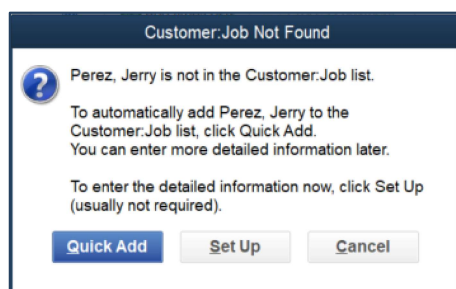 Customer:Job Not Found
Perez, Jerry is not in the Customer:Job list.
To automatically add Perez, Jerry to the
Customer:Job list, click Quick Add.
You can enter more detailed information later.
To enter the detailed information now, click Set Up
(usually not required).
Quick Add Set Up Cancel